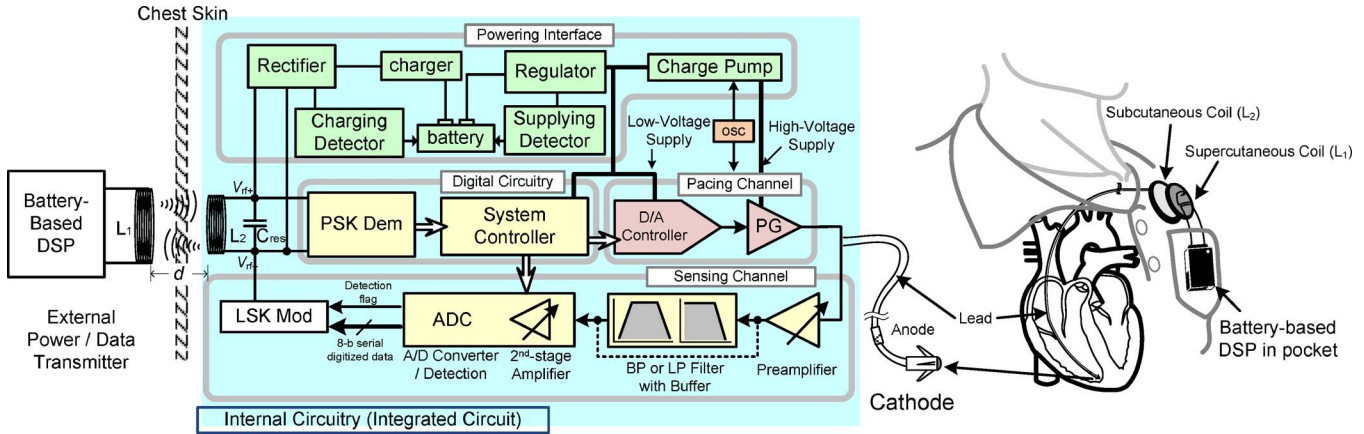 Chest Skin
Powering Interface
Rectifier
charger
Regulator
Charge Pump
Charging
Detector
battery
Supplying
Detector
Low-Voltage
Supply
osc
High-Voltage
Supply
Subcutaneous Coil (L2)
Supercutaneous Coil (L1)
Battery-
Based
DSP
L1
Vrf+
L2
Cres
Vrf-
d
Digital Circuitry
PSK Dem
System
Controller
Pacing Channel
D/A
Controller
PG
External
Power / Data
Transmitter
Sensing Channel
LSK Mod
Detection
flag
8-b serial
digitized data
ADC
A/D Converter
/ Detection
2nd-stage
Amplifier
BP or LP Filter
with Buffer
Preamplifier
Anode
Lead
Cathode
Battery-based
DSP in pocket
Internal Circuitry (Integrated Circuit)